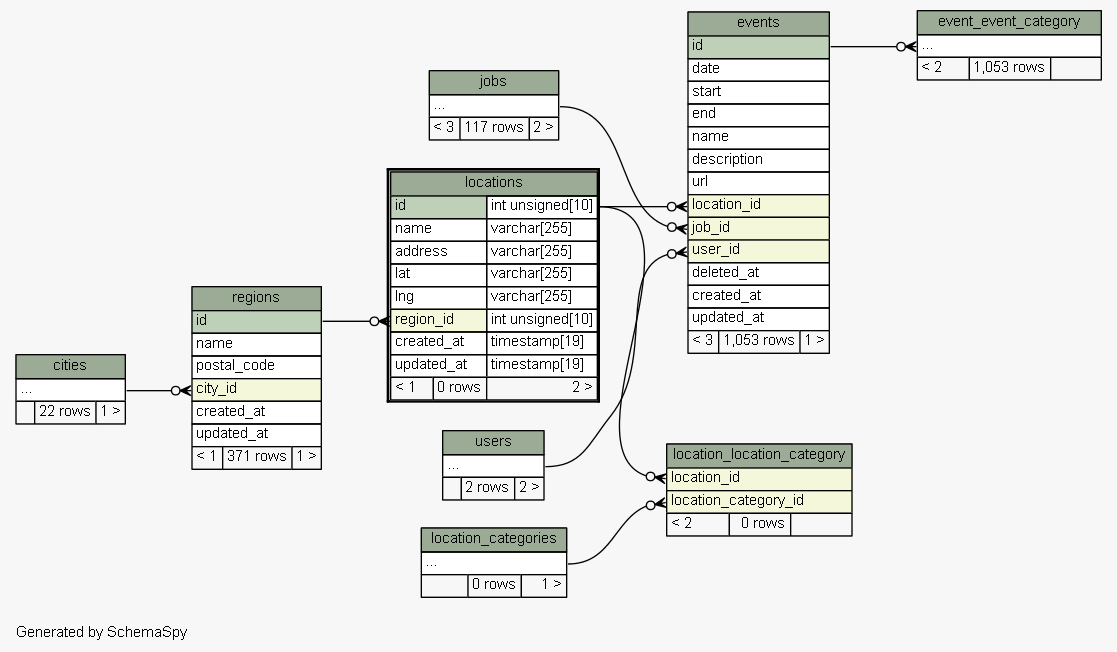 events
id
date
start
end
name
description
url
location_id
job_id
user_id
deleted_at
created_at
updated_at
< 3 1,053 rows 1 >
event_event_category
...
< 2 1,053 rows
jobs
...
< 3 117 rows 2 >
locations
id int unsigned[10]
name varchar[255]
address varchar[255]
lat varchar[255]
lng varchar[255]
region_id int unsigned[10]
created_at timestamp[19]
updated_at timestamp[19]
< 1 0 rows 2 >
regions
id
name
postal_code
city_id
created_at
updated_at
< 1 371 rows 1 >
cities
...
22 rows 1 >
users
...
2 rows 2 >
location_location_category
location_id
location_category_id
< 2 0 rows
location_categories
...
0 rows 1 >
Generated by SchemaSpy